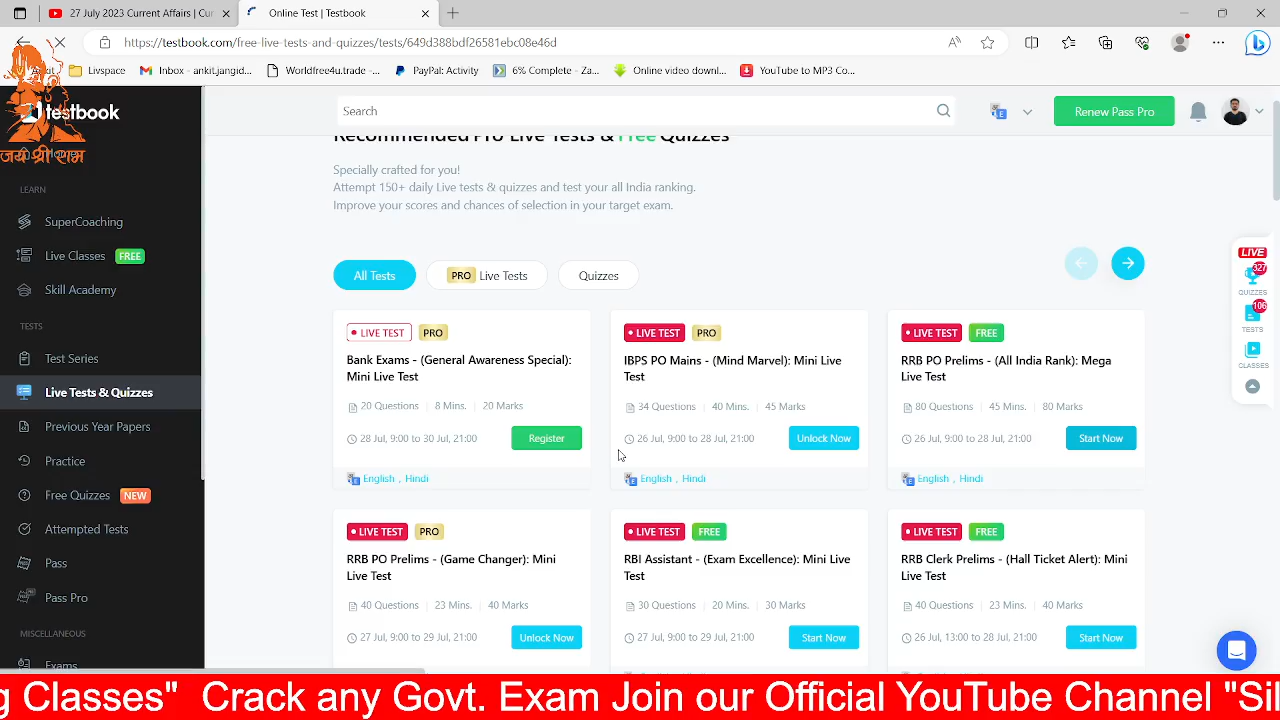 27 July 2023 Current Affairs | Cur
Online Test | Testbook
https://testbook.com/free-live-tests-and-quizzes/tests/649d388bdf26581ebc08e46d
Livspace
Inbox - ankit.jangid...
Worldfree4u.trade -...
PayPal: Activity
6% Complete - Za...
Online video downl...
YouTube to MP3 Co...
testbook
जय श्री राम
LEARN
SuperCoaching
Live Classes FREE
Skill Academy
TESTS
Test Series
Live Tests & Quizzes
Previous Year Papers
Practice
Free Quizzes NEW
Attempted Tests
Pass
Pass Pro
MISCELLANEOUS
Exams
Search
Renew Pass Pro
Recommended Pro Live Tests & Free Quizzes
Specially crafted for you!
Attempt 150+ daily Live tests & quizzes and test your all India ranking.
Improve your scores and chances of selection in your target exam.
All Tests
PRO Live Tests
Quizzes
LIVE TEST PRO
Bank Exams - (General Awareness Special):
Mini Live Test
20 Questions 8 Mins. 20 Marks
28 Jul, 9:00 to 30 Jul, 21:00
Register
English , Hindi
LIVE TEST PRO
IBPS PO Mains - (Mind Marvel): Mini Live
Test
34 Questions 40 Mins. 45 Marks
26 Jul, 9:00 to 28 Jul, 21:00
Unlock Now
English , Hindi
LIVE TEST FREE
RRB PO Prelims - (All India Rank): Mega
Live Test
80 Questions 45 Mins. 80 Marks
26 Jul, 9:00 to 28 Jul, 21:00
Start Now
English , Hindi
LIVE TEST PRO
RRB PO Prelims - (Game Changer): Mini
Live Test
40 Questions 23 Mins. 40 Marks
27 Jul, 9:00 to 29 Jul, 21:00
Unlock Now
LIVE TEST FREE
RBI Assistant - (Exam Excellence): Mini Live
Test
30 Questions 20 Mins. 30 Marks
27 Jul, 9:00 to 29 Jul, 21:00
Start Now
LIVE TEST FREE
RRB Clerk Prelims - (Hall Ticket Alert): Mini
Live Test
40 Questions 23 Mins. 40 Marks
26 Jul, 13:00 to 28 Jul, 21:00
Start Now
LIVE
327
QUIZZES
106
TESTS
CLASSES
g Classes" Crack any Govt. Exam Join our Official YouTube Channel "Sil